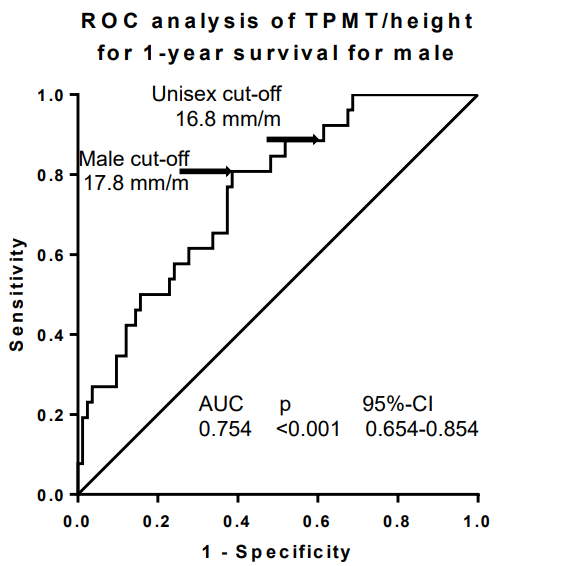 ROC analysis of TPMT/height
for 1-year survival for male
Unisex cut-off
16.8 mm/m
Male cut-off
17.8 mm/m
1.0
0.8
0.6
0.4
0.2
0.0
Sensitivity
AUC p 95%-CI
0.754 <0.001 0.654-0.854
0.0 0.2 0.4 0.6 0.8 1.0
1 - Specificity